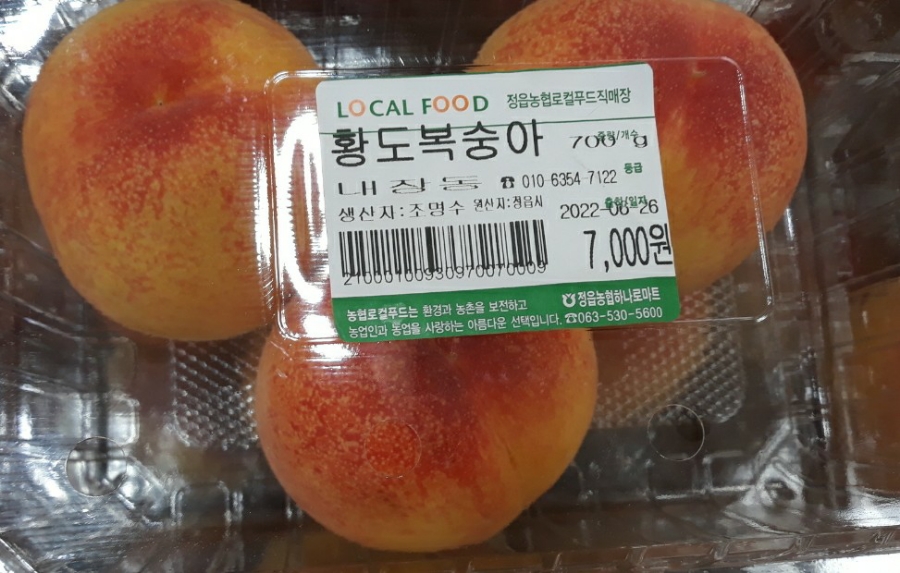 LOCAL FOOD 정읍농협로컬푸드직매장
황도복숭아 700 g 중량/개수
내장동 ☎ 010-6354-7122 등급
생산자:조명수 원산지:정읍시 출하일자
2022-06-26
7,000원
21000100930970070009
농협로컬푸드는 환경과 농촌을 보전하고 정읍농협하나로마트
농업인과 농업을 사랑하는 아름다운 선택입니다. ☎063-530-5600